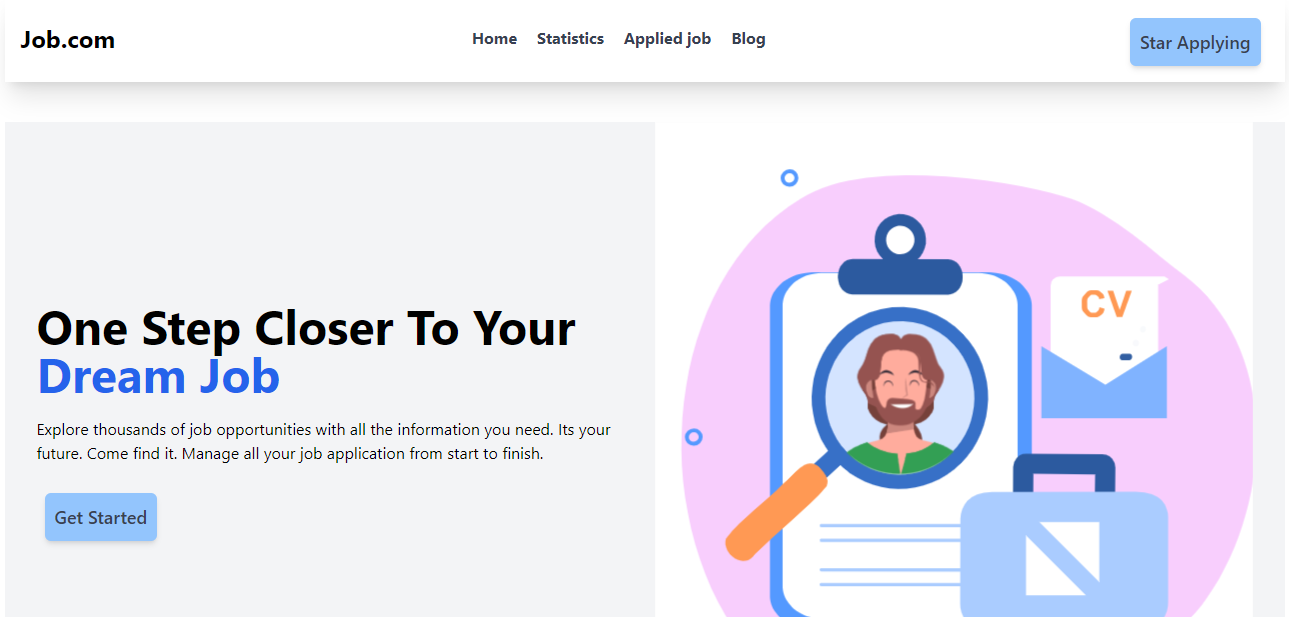 Job.com
Home
Statistics
Applied job
Blog
Star Applying
One Step Closer To Your
Dream Job
Explore thousands of job opportunities with all the information you need. Its your
future. Come find it. Manage all your job application from start to finish.
Get Started
CV